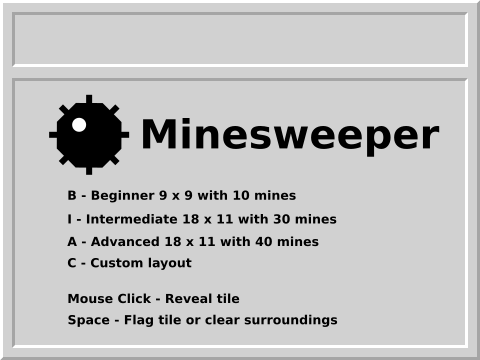 Minesweeper
B - Beginner 9 x 9 with 10 mines
I - Intermediate 18 x 11 with 30 mines
A - Advanced 18 x 11 with 40 mines
C - Custom layout
Mouse Click - Reveal tile
Space - Flag tile or clear surroundings